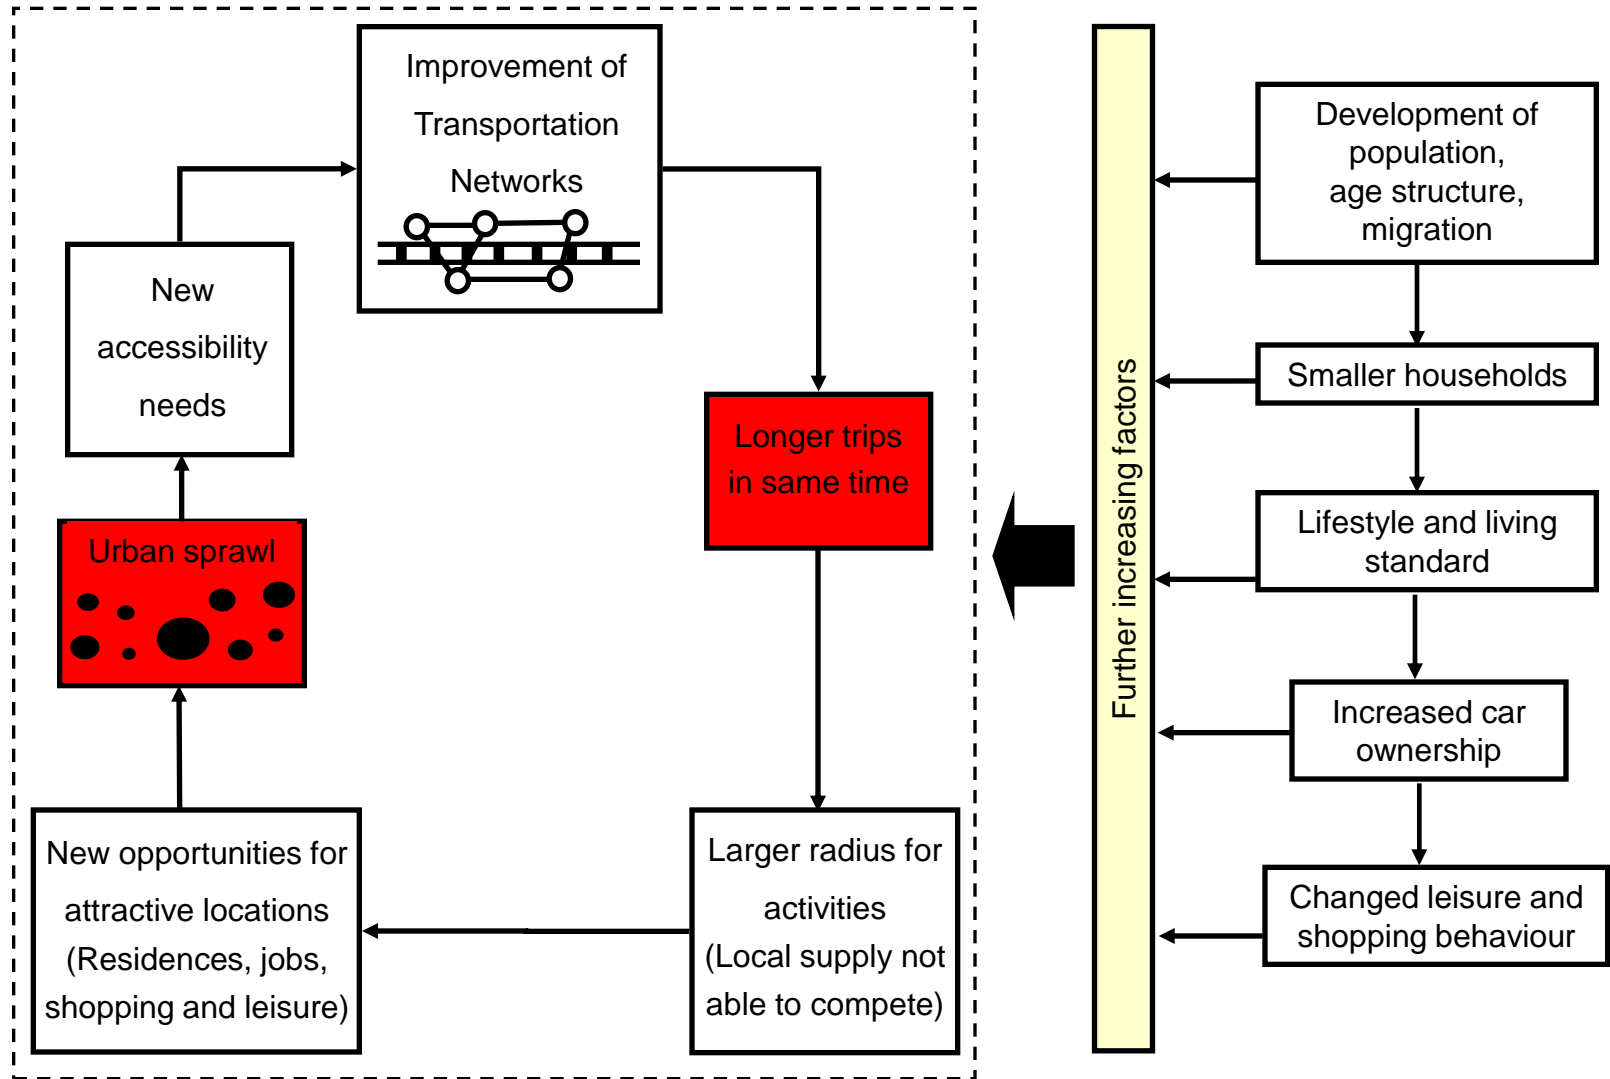 Improvement of
Transportation
Networks
New
accessibility
needs
Longer trips
in same time
Urban sprawl
New opportunities for
attractive locations
(Residences, jobs,
shopping and leisure)
Larger radius for
activities
(Local supply not
able to compete)
Further increasing factors
Development of
population,
age structure,
migration
Smaller households
Lifestyle and living
standard
Increased car
ownership
Changed leisure and
shopping behaviour